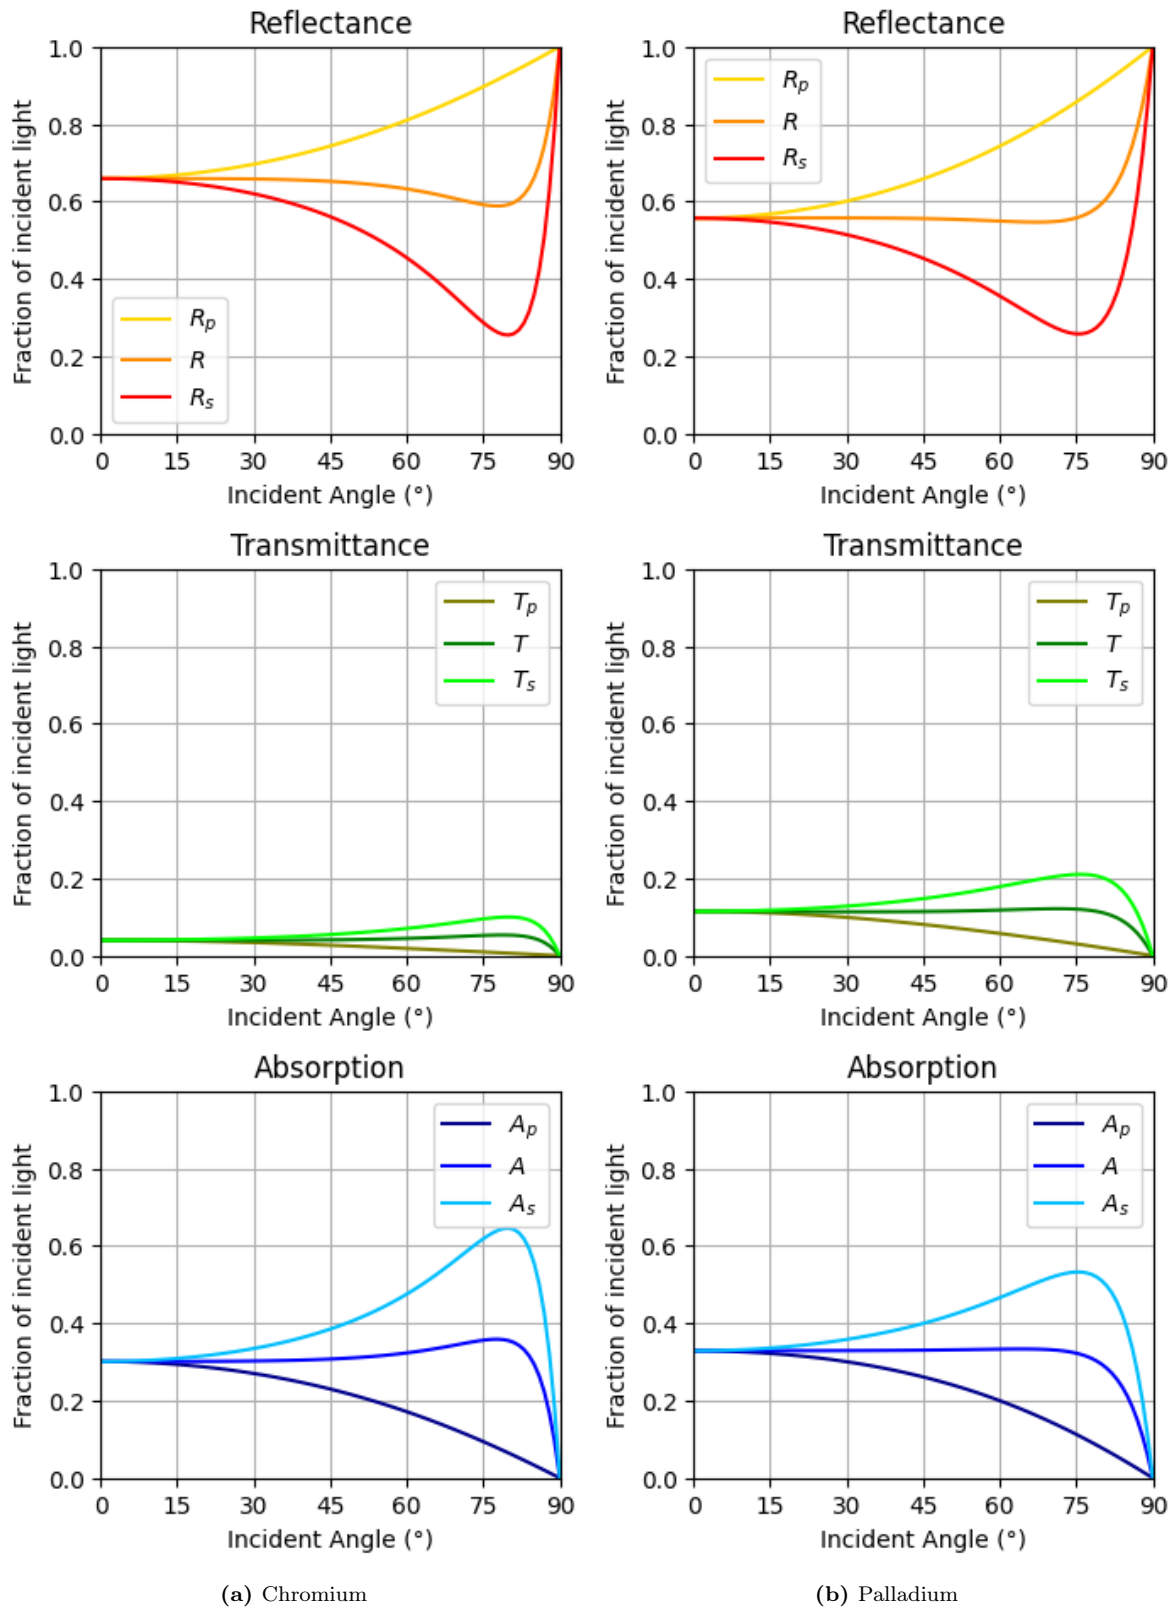 Reflectance
Fraction of incident light
1.0
0.8
0.6
0.4
0.2
0.0
R_p
R
R_s
0 15 30 45 60 75 90
Incident Angle (°)
Reflectance
Fraction of incident light
1.0
0.8
0.6
0.4
0.2
0.0
R_p
R
R_s
0 15 30 45 60 75 90
Incident Angle (°)
Transmittance
Fraction of incident light
1.0
0.8
0.6
0.4
0.2
0.0
T_p
T
T_s
0 15 30 45 60 75 90
Incident Angle (°)
Transmittance
Fraction of incident light
1.0
0.8
0.6
0.4
0.2
0.0
T_p
T
T_s
0 15 30 45 60 75 90
Incident Angle (°)
Absorption
Fraction of incident light
1.0
0.8
0.6
0.4
0.2
0.0
A_p
A
A_s
0 15 30 45 60 75 90
Incident Angle (°)
Absorption
Fraction of incident light
1.0
0.8
0.6
0.4
0.2
0.0
A_p
A
A_s
0 15 30 45 60 75 90
Incident Angle (°)
(a) Chromium
(b) Palladium